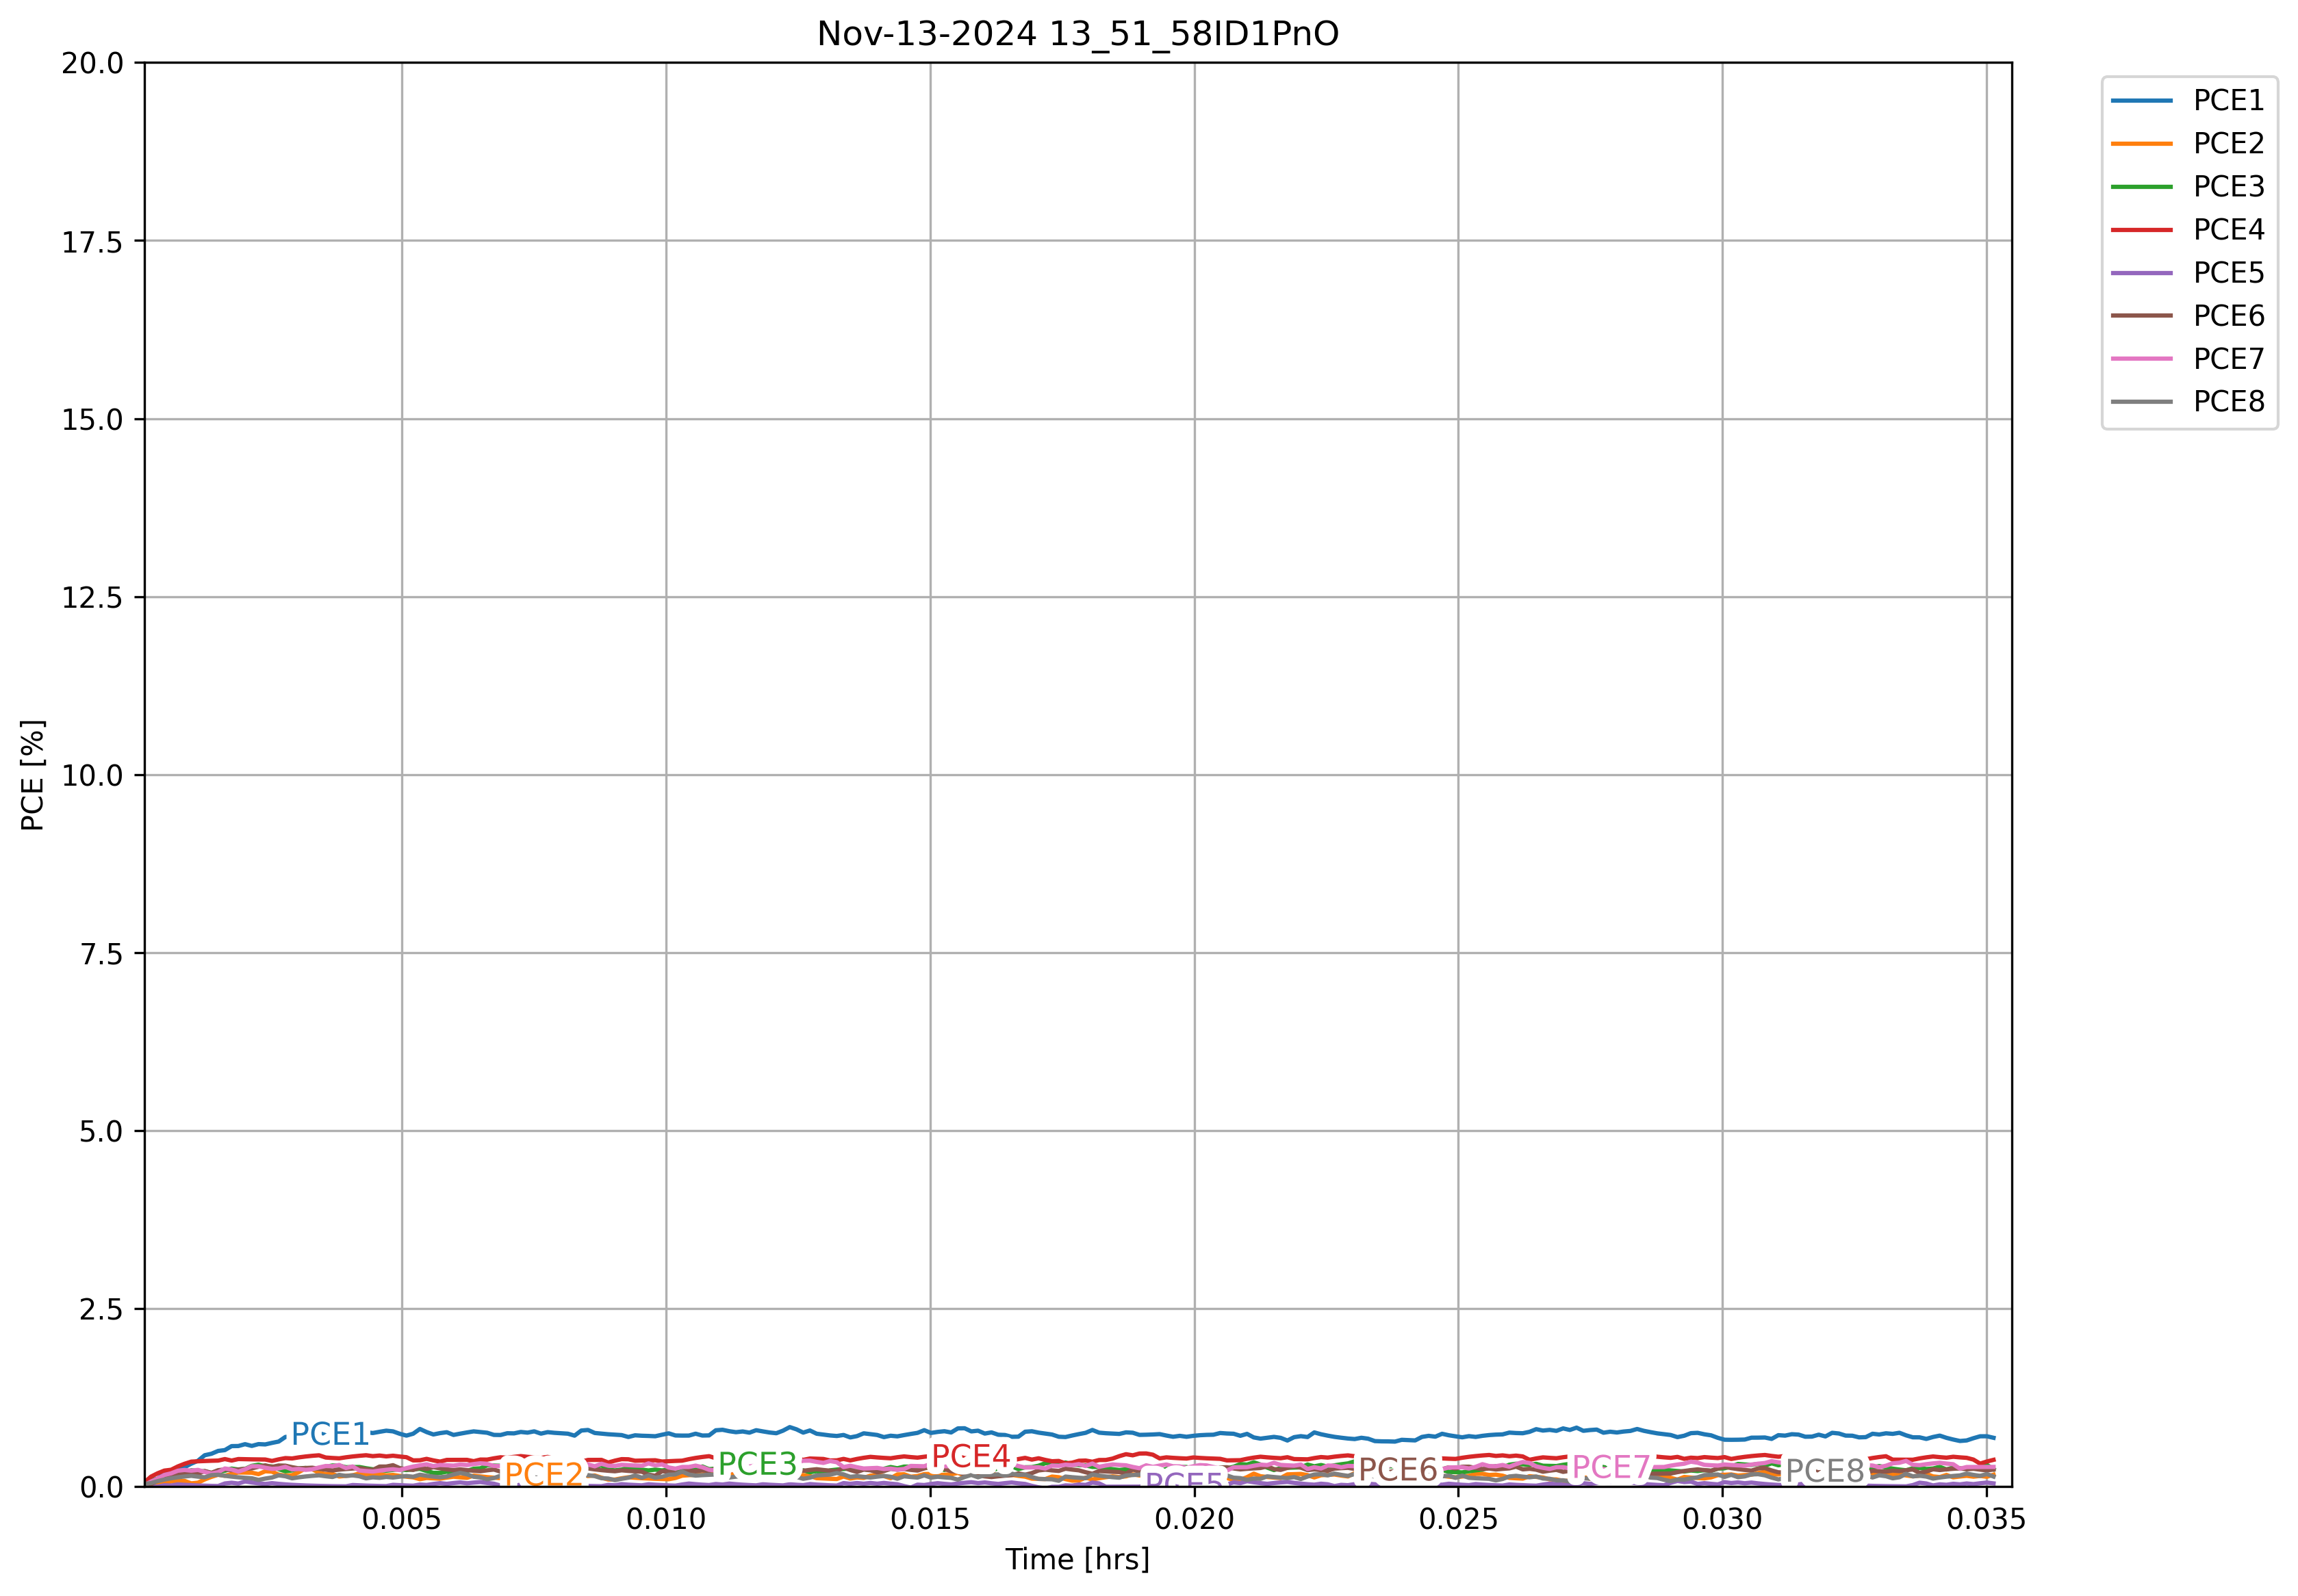 Nov-13-2024 13_51_58ID1PnO
20.0
17.5
15.0
12.5
10.0
7.5
5.0
2.5
0.0
PCE [%]
PCE1
PCE2
PCE3
PCE4
PCE5
PCE6
PCE7
PCE8
0.005
0.010
0.015
0.020
0.025
0.030
0.035
Time [hrs]
PCE1
PCE2
PCE3
PCE4
PCE5
PCE6
PCE7
PCE8